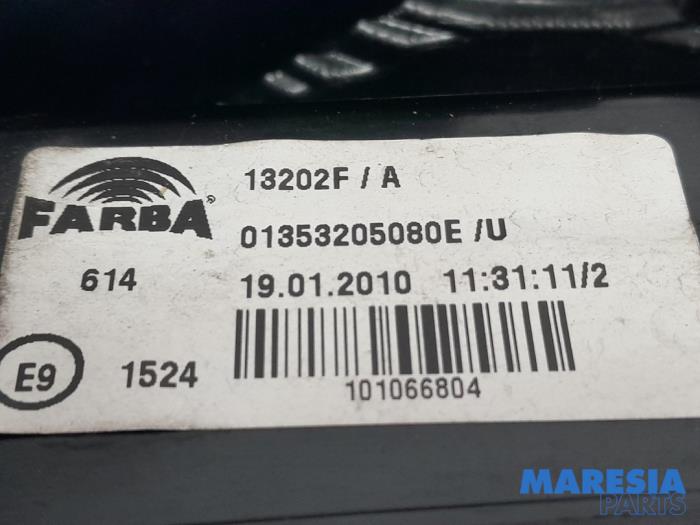 13202F / A
FARBA®
01353205080E /U
614
19.01.2010 11:31:11/2
E9
1524
101066804
MARESIA
PARTS